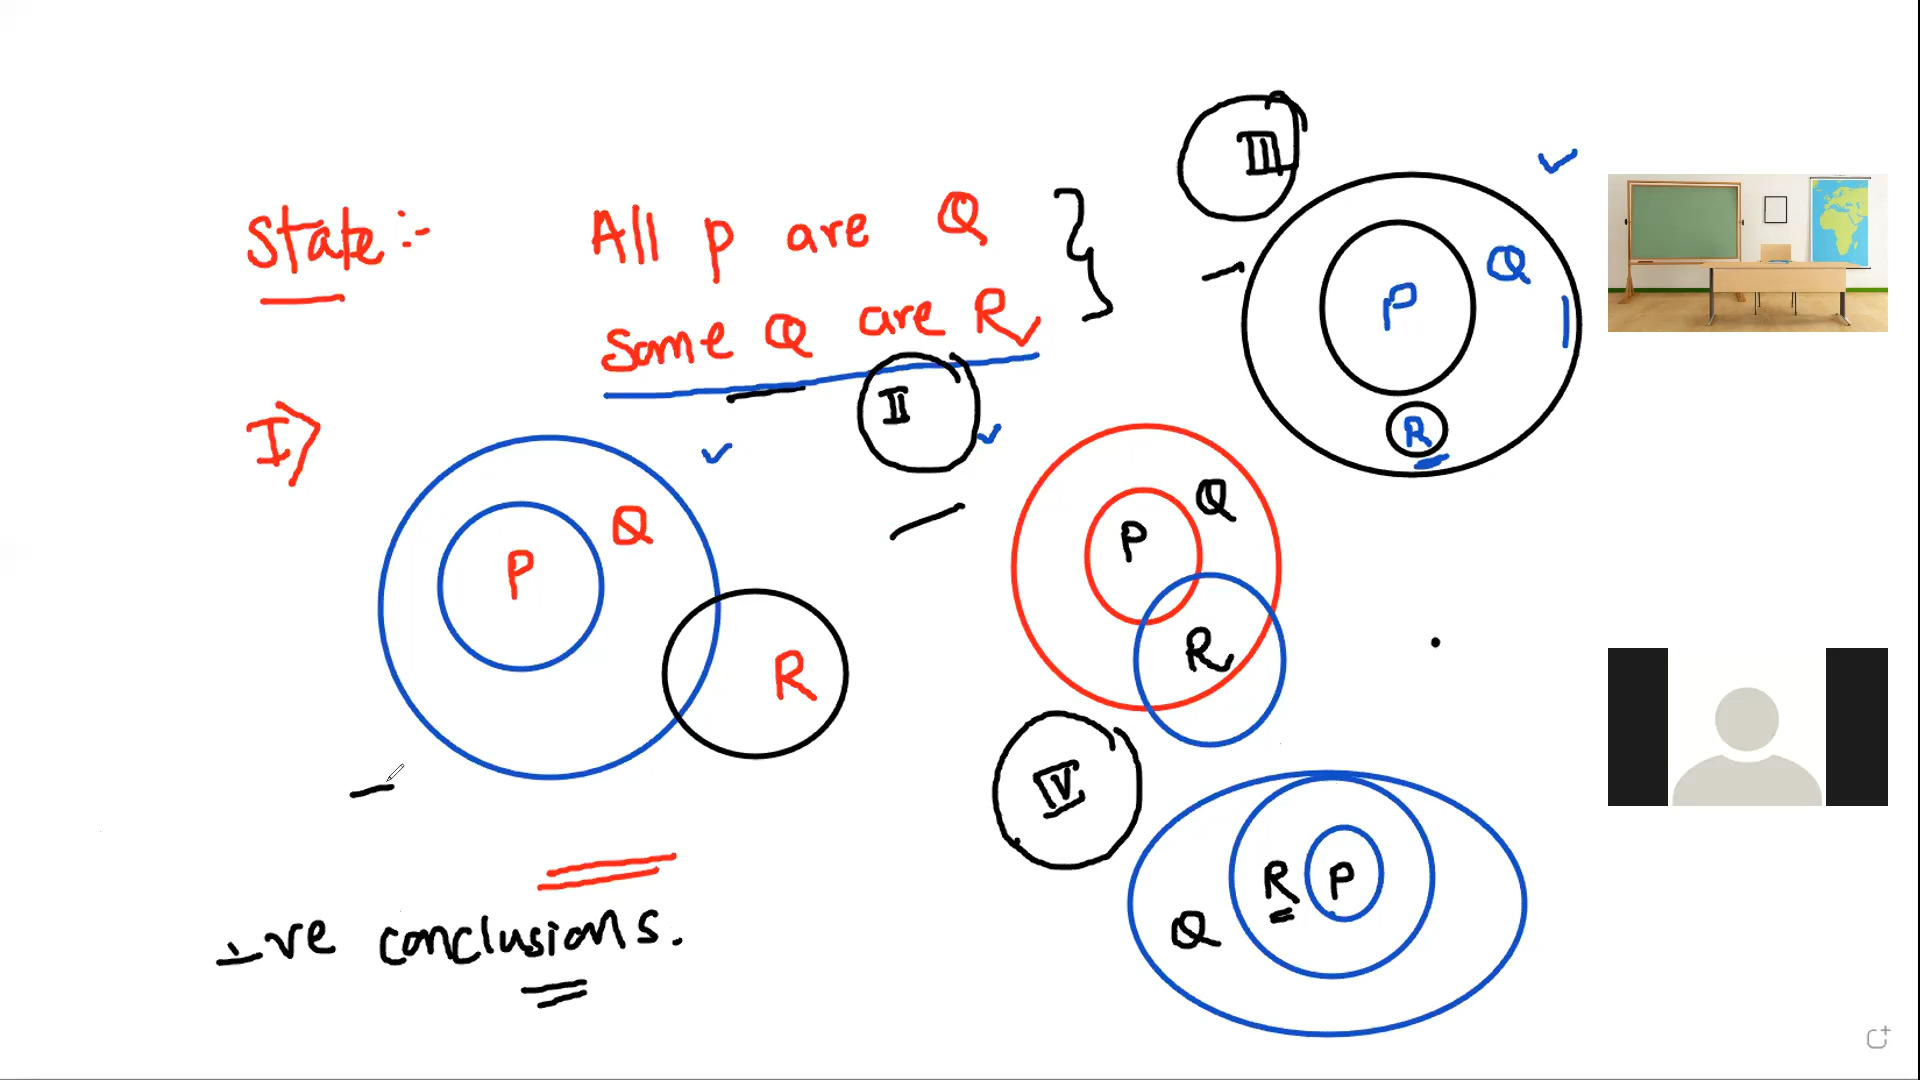 State:- All p are Q
Some Q are R
I
P Q R
II
P Q R
III
P Q R
IV
Q R P
-ve conclusions.